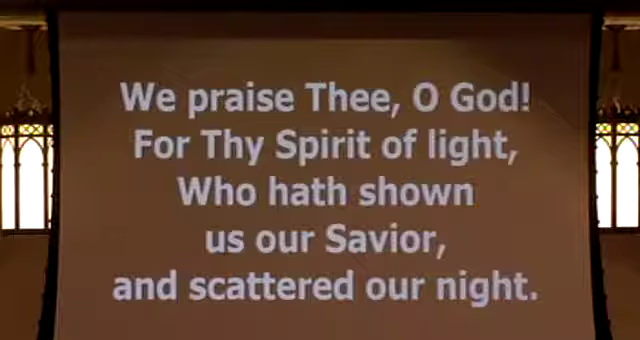 We praise Thee, O God!
For Thy Spirit of light,
Who hath shown
us our Savior,
and scattered our night.